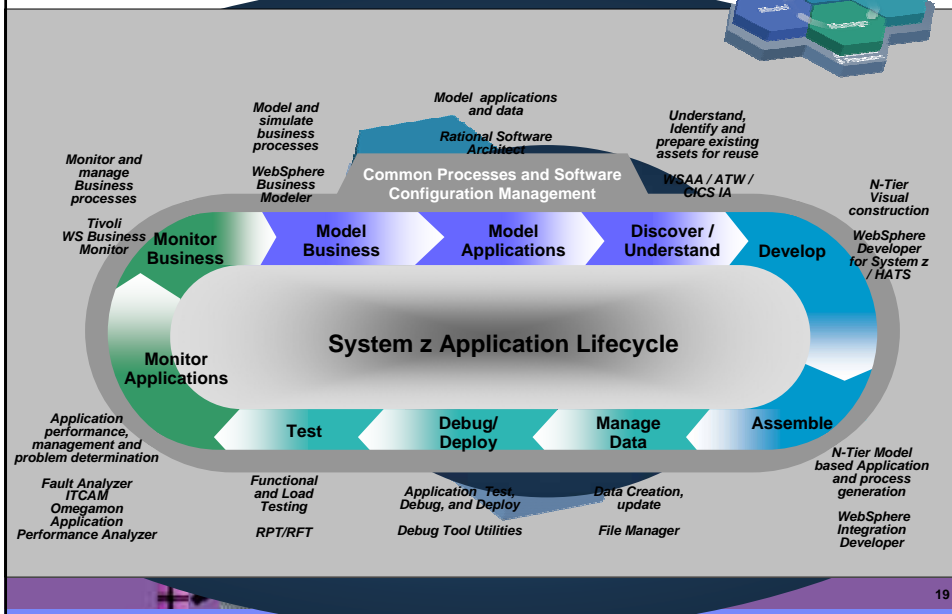 Model
Manage
Model and
simulate
business
processes
WebSphere
Business
Modeler
Model applications
and data
Rational Software
Architect
Understand,
Identify and
prepare existing
assets for reuse
WSAA / ATW /
CICS IA
Monitor and
manage
Business
processes
Tivoli
WS Business
Monitor
Common Processes and Software
Configuration Management
N-Tier
Visual
construction
WebSphere
Developer
for System z
/ HATS
Monitor
Business
Model
Business
Model
Applications
Discover /
Understand
Develop
System z Application Lifecycle
Monitor
Applications
Test
Debug/
Deploy
Manage
Data
Assemble
Application
performance,
management and
problem determination
Fault Analyzer
ITCAM
Omegamon
Application
Performance Analyzer
Functional
and Load
Testing
RPT/RFT
Application Test,
Debug, and Deploy
Debug Tool Utilities
Data Creation,
update
File Manager
N-Tier Model
based Application
and process
generation
WebSphere
Integration
Developer
19